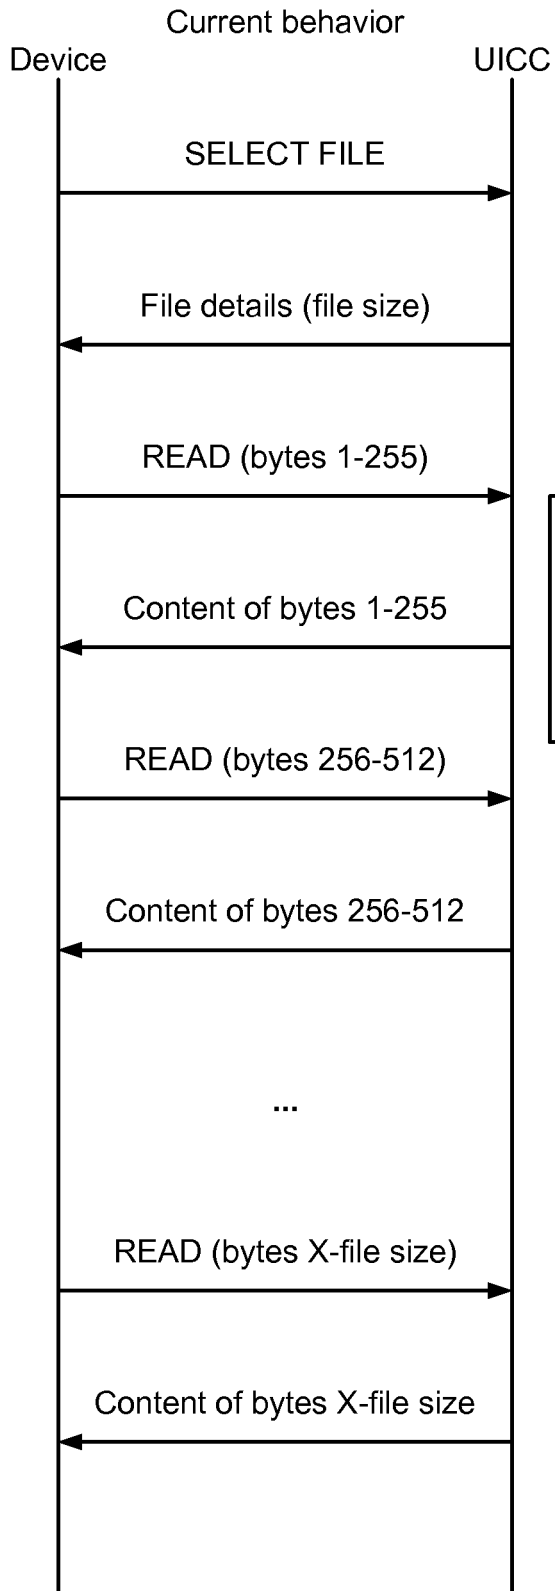 Current behavior
Device UICC
SELECT FILE
File details (file size)
READ (bytes 1-255)
Content of bytes 1-255
READ (bytes 256-512)
Content of bytes 256-512
...
READ (bytes X-file size)
Content of bytes X-file size